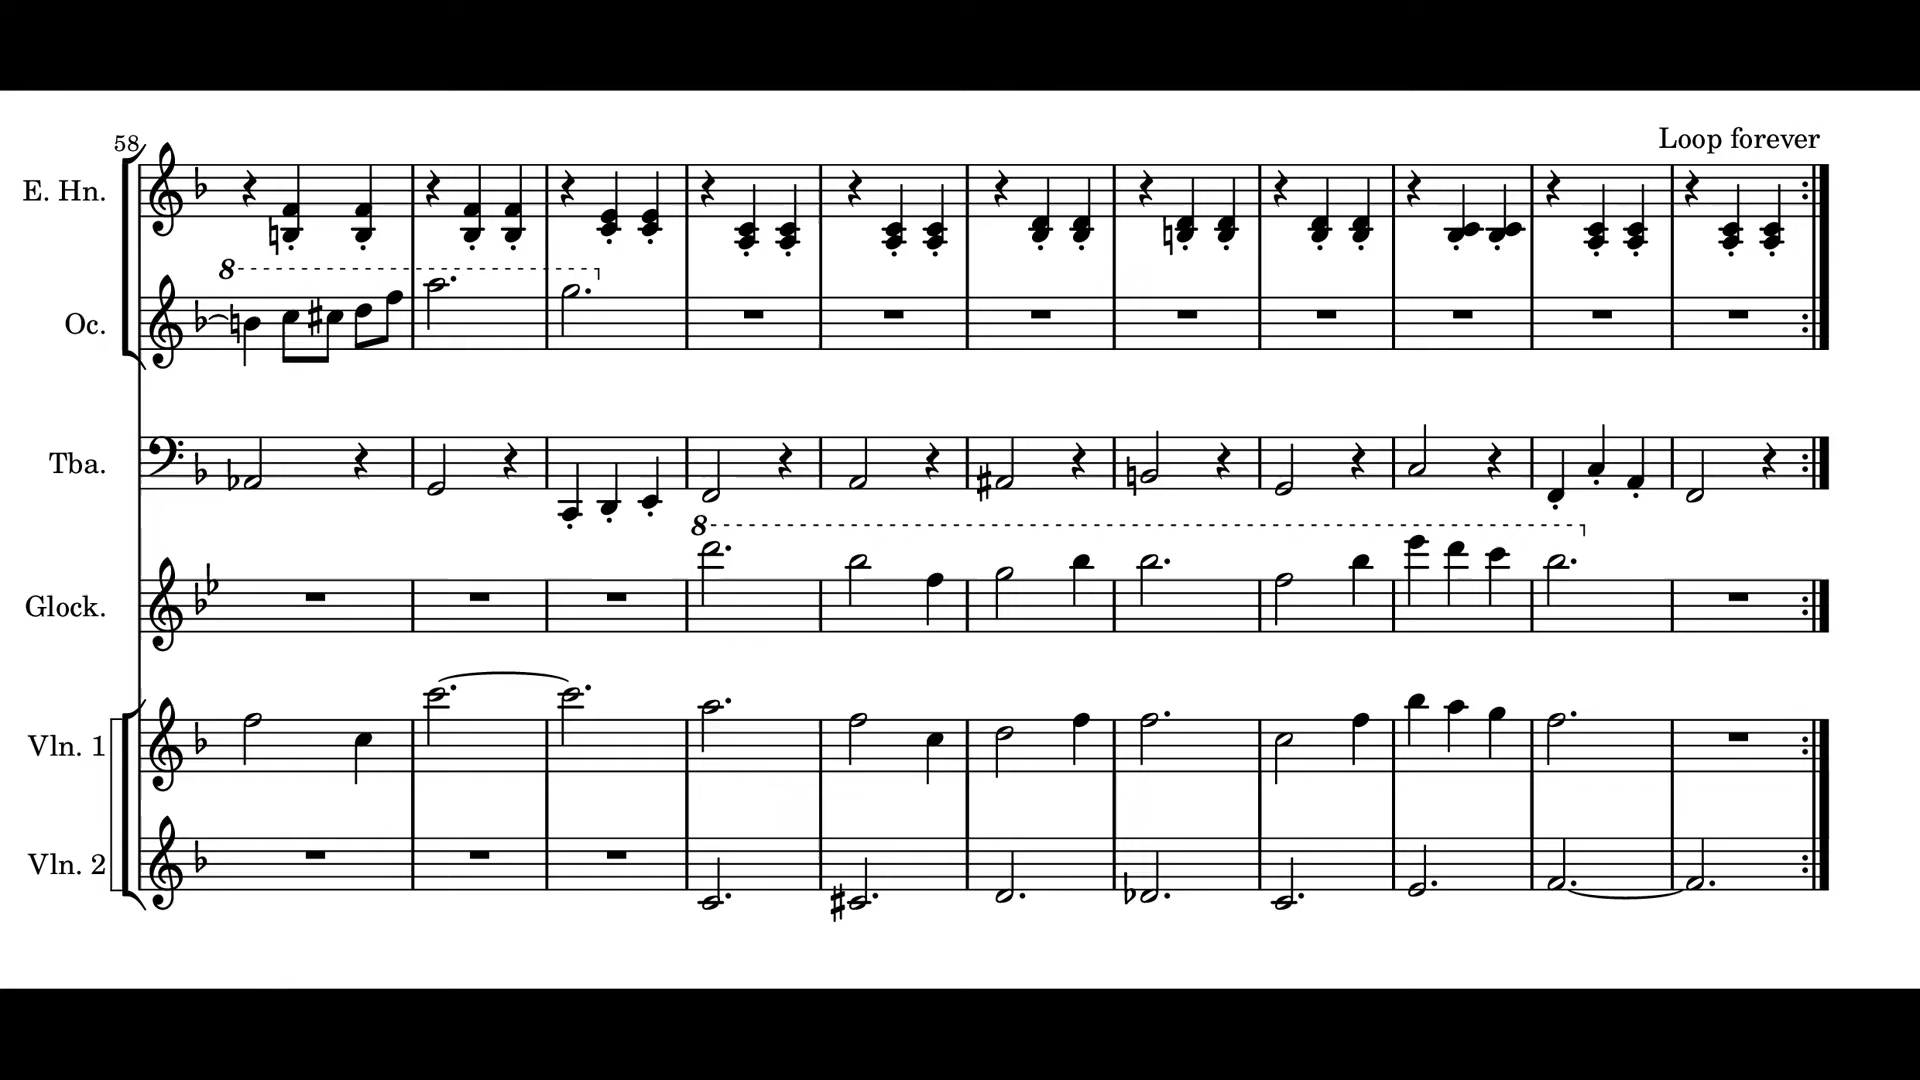 Loop forever
58
E. Hn.
8
Oc.
Tba.
8
Glock.
Vln. 1
Vln. 2